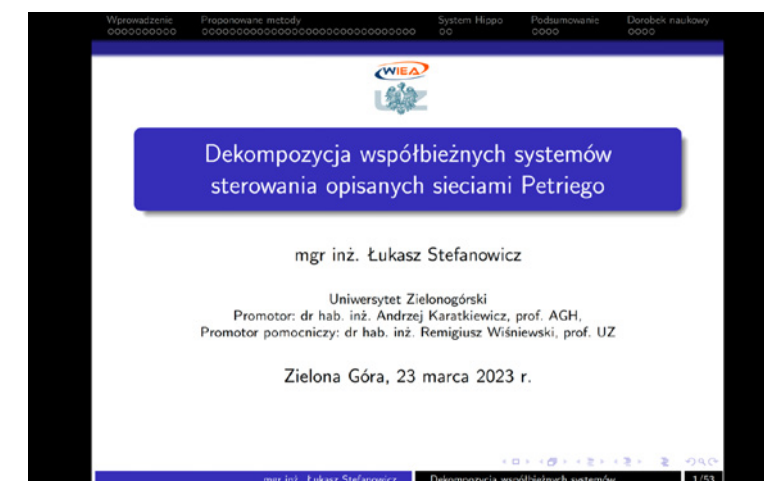 Wprowadzenie Proponowane metody System Hippo Podsumowanie Dorobek naukowy
WIEA
UZ
Dekompozycja współbieżnych systemów
sterowania opisanych sieciami Petriego
mgr inż. Łukasz Stefanowicz
Uniwersytet Zielonogórski
Promotor: dr hab. inż. Andrzej Karatkiewicz, prof. AGH,
Promotor pomocniczy: dr hab. inż. Remigiusz Wiśniewski, prof. UZ
Zielona Góra, 23 marca 2023 r.
mgr inż. Łukasz Stefanowicz Dekompozycja współbieżnych systemów 1/53